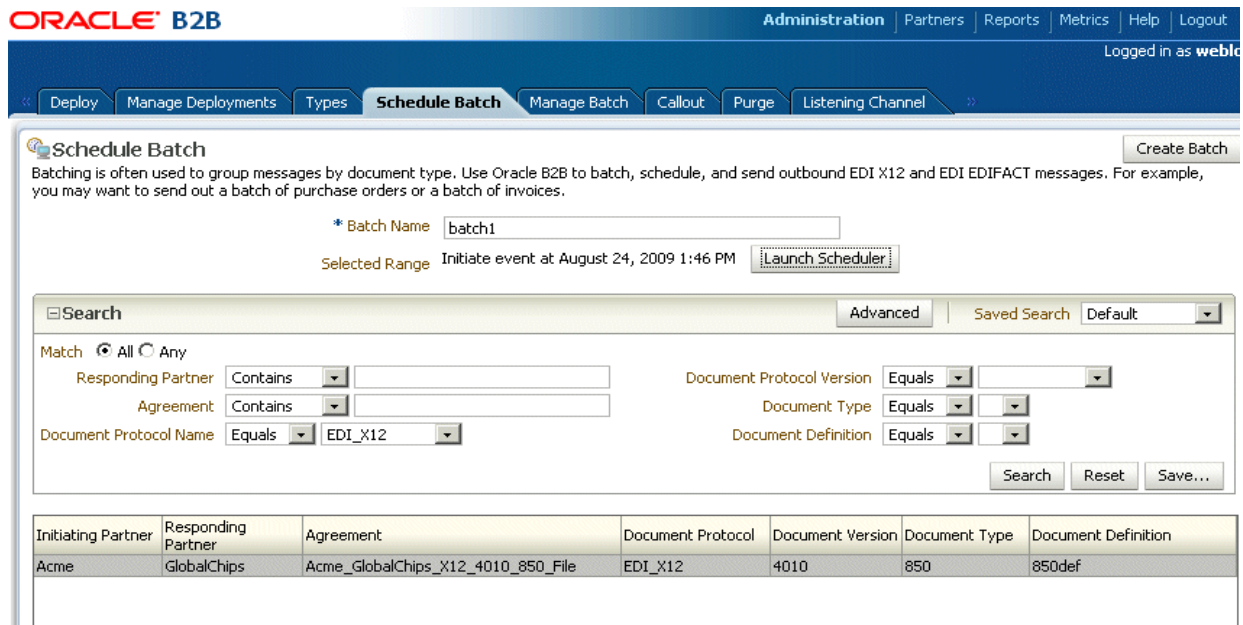 ORACLE B2B
Administration | Partners | Reports | Metrics | Help | Logout
Logged in as weblo
« Deploy Manage Deployments Types Schedule Batch Manage Batch Callout Purge Listening Channel »
Schedule Batch Create Batch
Batching is often used to group messages by document type. Use Oracle B2B to batch, schedule, and send outbound EDI X12 and EDI EDIFACT messages. For example,
you may want to send out a batch of purchase orders or a batch of invoices.
* Batch Name batch1
Selected Range Initiate event at August 24, 2009 1:46 PM Launch Scheduler
Search Advanced Saved Search Default
Match All Any
Responding Partner Contains Document Protocol Version Equals
Agreement Contains Document Type Equals
Document Protocol Name Equals EDI_X12 Document Definition Equals
Search Reset Save...
Initiating Partner Responding Partner Agreement Document Protocol Document Version Document Type Document Definition
Acme GlobalChips Acme_GlobalChips_X12_4010_850_File EDI_X12 4010 850 850def